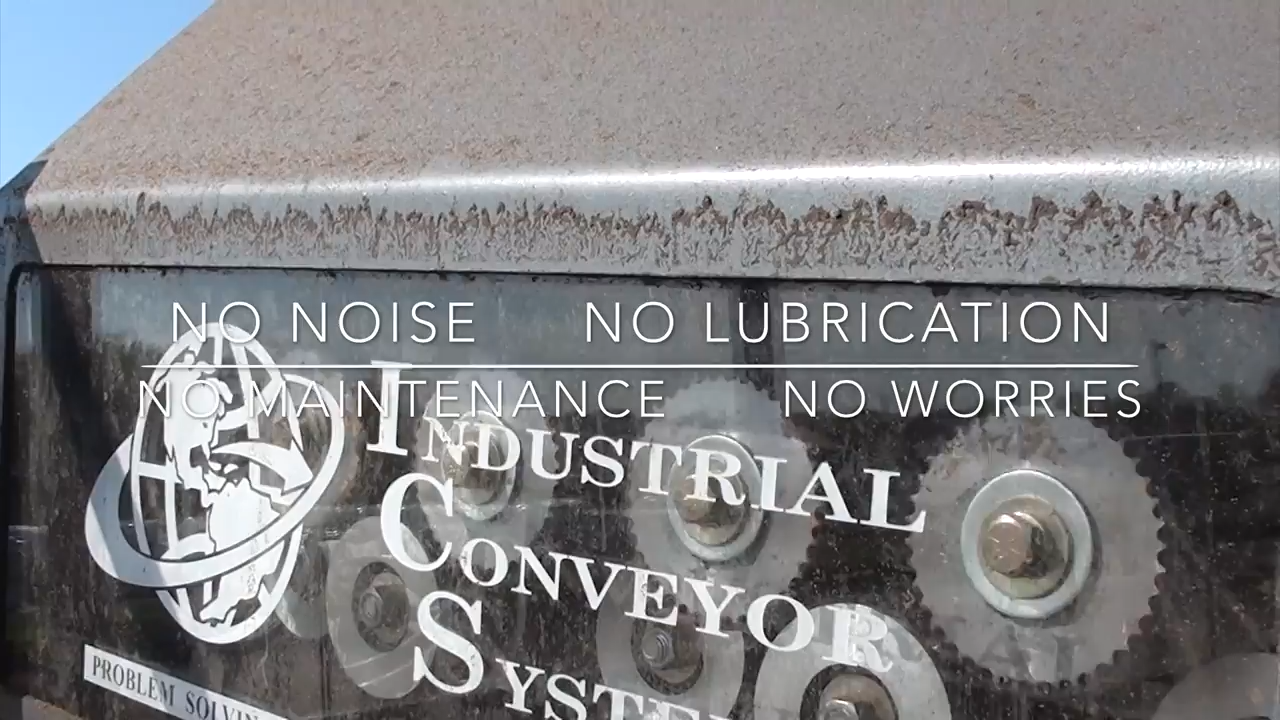 NO NOISE NO LUBRICATION
NO MAINTENANCE NO WORRIES
INDUSTRIAL
CONVEYOR
PROBLEM